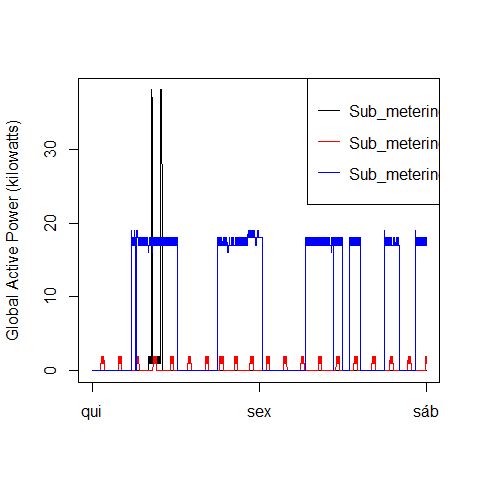 Global Active Power (kilowatts)
30
20
10
0
Sub_meterin
Sub_meterin
Sub_meterin
qui
sex
sáb